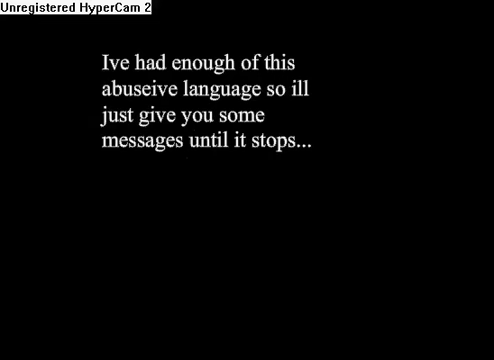 Unregistered HyperCam 2
Ive had enough of this
abuseive language so ill
just give you some
messages until it stops...